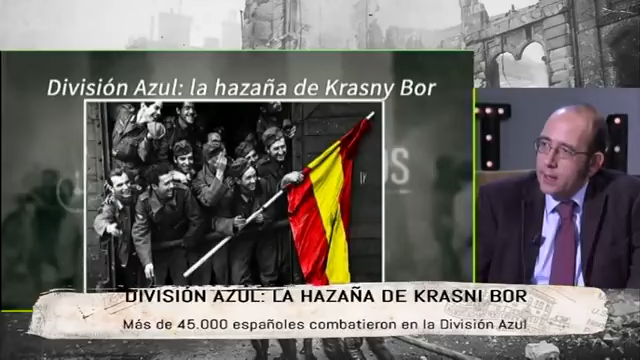 División Azul: la hazaña de Krasny Bor
OS
DIVISIÓN AZUL: LA HAZAÑA DE KRASNI BOR
Más de 45.000 españoles combatieron en la División Azul